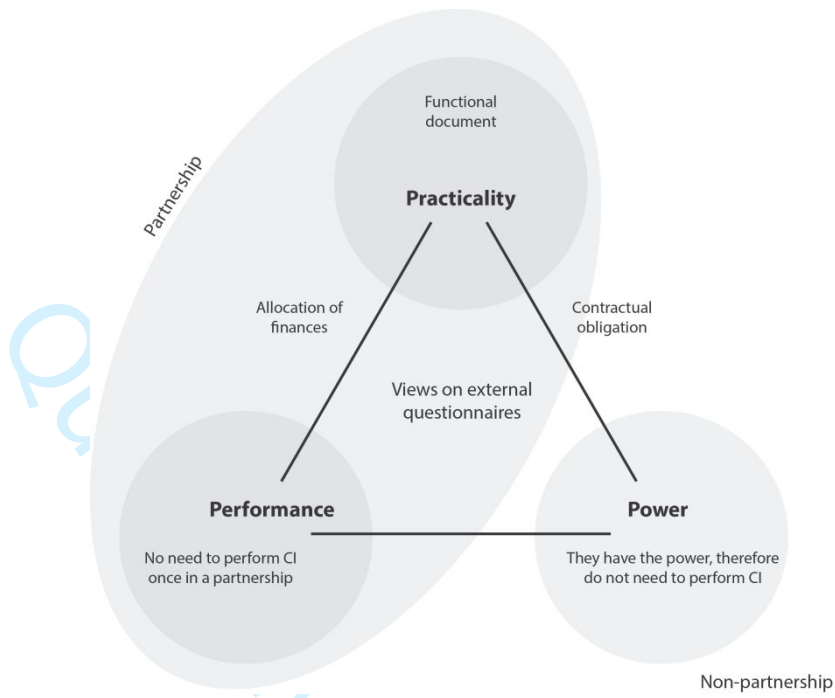 Functional
document
Practicality
Partnership
Allocation of
finances
Contractual
obligation
Views on external
questionnaires
Performance
No need to perform CI
once in a partnership
Power
They have the power, therefore
do not need to perform CI
Non-partnership